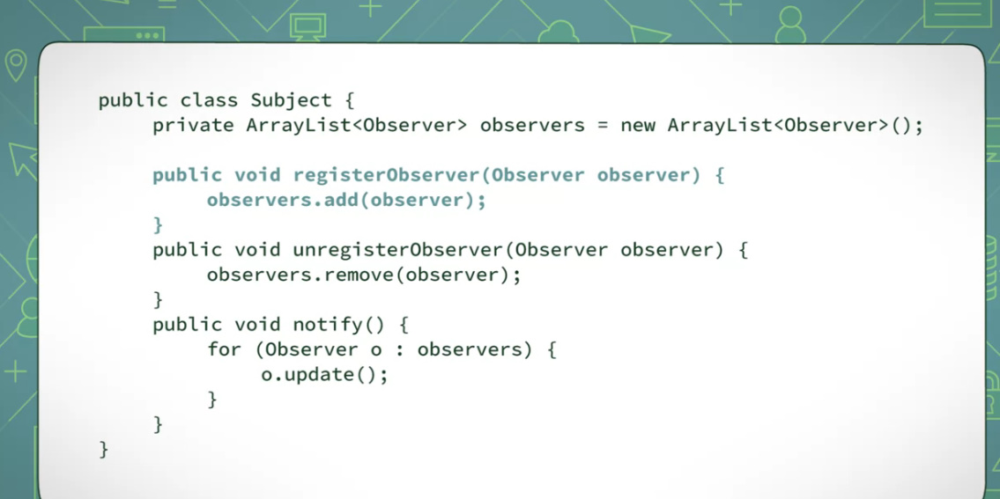 public class Subject {
private ArrayList<Observer> observers = new ArrayList<Observer>();
public void registerObserver(Observer observer) {
observers.add(observer);
}
public void unregisterObserver(Observer observer) {
observers.remove(observer);
}
public void notify() {
for (Observer o : observers) {
o.update();
}
}
}